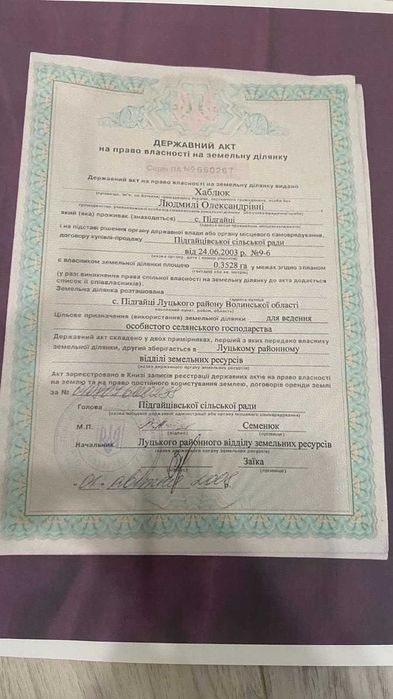 ДЕРЖАВНИЙ АКТ
на право власності на земельну ділянку
Серія
Державний акт на право власності на земельну ділянку видано
Хаблюк
Людмилі Олександрівні
який (яка) проживає (знаходиться) с. Підгайці
на підставі рішення органу державної влади або органу місцевого самоврядування,
договору купівлі-продажу Підгайцівської сільської ради
від 24.06.2003 р. №9-6
є власником земельної ділянки площею 0.3528 га у межах згідно з планом
(у разі виникнення права спільної власності на земельну ділянку до акта додається
список її співвласників)
Земельна ділянка розташована
с. Підгайці Луцького району Волинської області
Цільове призначення (використання) земельної ділянки для ведення
особистого селянського господарства
Державний акт складено у двох примірниках, перший з яких передано власнику
земельної ділянки, другий зберігається в Луцькому районному
відділі земельних ресурсів
Акт зареєстровано в Книзі записів реєстрації державних актів на право власності
на землю та на право постійного користування землею, договорів оренди землі
за №
Голова Підгайцівської сільської ради
М.П. Семенюк
Начальник Луцького районного відділу земельних ресурсів
Заїка